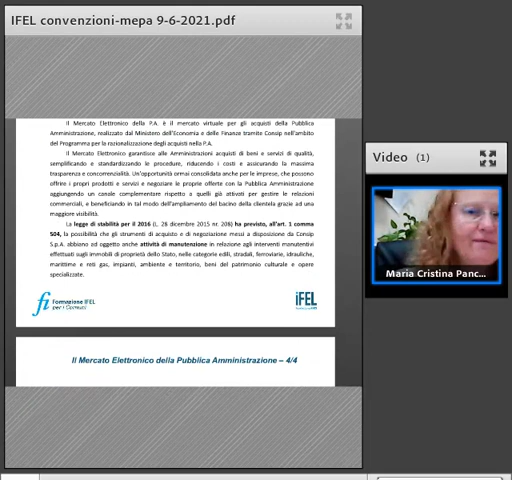 IFEL convenzioni-mepa 9-6-2021.pdf
Il Mercato Elettronico della P.A. è il mercato virtuale per gli acquisti della Pubblica
Amministrazione, realizzato dal Ministero dell'Economia e delle Finanze tramite Consip nell'ambito
del Programma per la razionalizzazione degli acquisti nella P.A.
Il Mercato Elettronico garantisce alle Amministrazioni acquisti di beni e servizi di qualità,
semplificando e standardizzando le procedure, riducendo i costi e assicurando la massima
trasparenza e concorrenzialità. Un'opportunità ormai consolidata anche per le imprese, che possono
offrire i propri prodotti e servizi e negoziare le proprie offerte con la Pubblica Amministrazione
aggiungendo un canale complementare rispetto a quelli già attivati per gestire le relazioni
commerciali, e beneficiando in tal modo dell'ampliamento del bacino della clientela grazie ad una
maggiore visibilità.
La legge di stabilità per il 2016 (L. 28 dicembre 2015 nr. 208) ha previsto, all'art. 1 comma
504, la possibilità che gli strumenti di acquisto e di negoziazione messi a disposizione da Consip
S.p.A. abbiano ad oggetto anche attività di manutenzione in relazione agli interventi manutentivi
effettuati sugli immobili di proprietà dello Stato, nelle categorie edili, stradali, ferroviarie, idrauliche,
marittime e reti gas, impianti, ambiente e territorio, beni del patrimonio culturale e opere
specializzate.
fi Formazione IFEL
per i Comuni
iFEL
Il Mercato Elettronico della Pubblica Amministrazione – 4/4
Video (1)
Maria Cristina Panc...